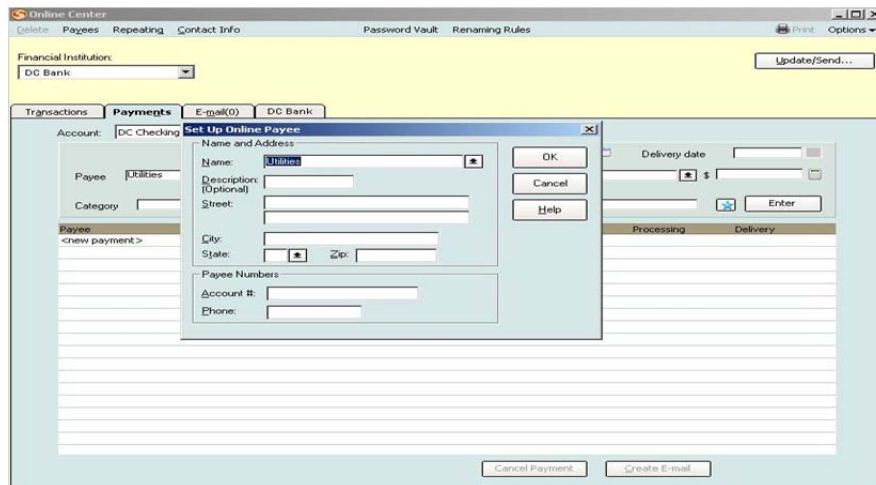 Online Center
Delete Payees Repeating Contact Info Password Vault Renaming Rules Print Options
Financial Institution:
DC Bank
Update/Send...
Transactions Payments E-mail(0) DC Bank
Account: DC Checking
Set Up Online Payee
Name and Address
Name: Utilities
Description:
(Optional)
Street:
City:
State: Zip:
Payee Numbers
Account #:
Phone:
OK
Cancel
Help
Delivery date
Payee Utilities $
Category Enter
Payee Processing Delivery
<new payment>
Cancel Payment Create E-mail